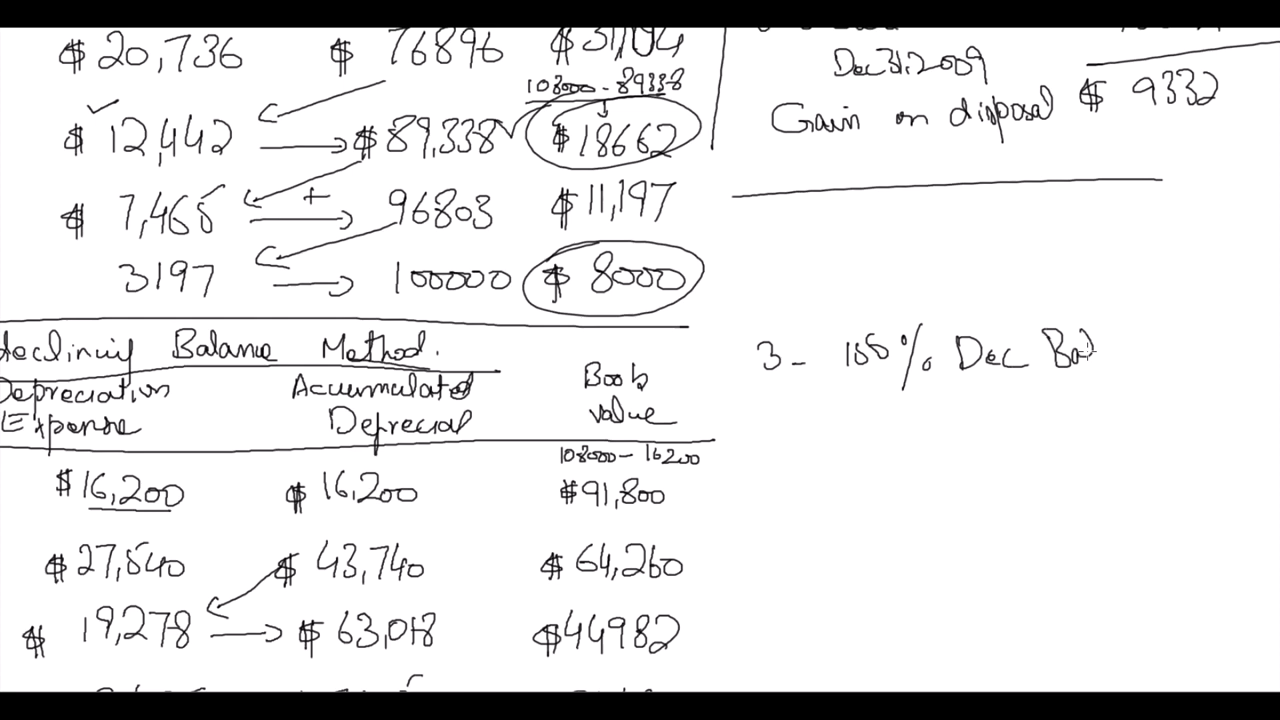 $ 20,736 $ 76896 $ 31,104
Dec 31, 2009
108000 - 89338
$ 9332
Gain on disposal
$ 12,442 $ 89,338 $ 18662
$ 7,465 + 96803 $ 11,197
3197 100000 $ 8000
declining Balance Method.
3 - 150% Dec Bal
Depreciation Accumulated Book
Expense Depreciat value
108000 - 16200
$ 16,200 $ 16,200 $ 91,800
$ 27,540 $ 43,740 $ 64,260
$ 19,278 $ 63,018 $ 44982